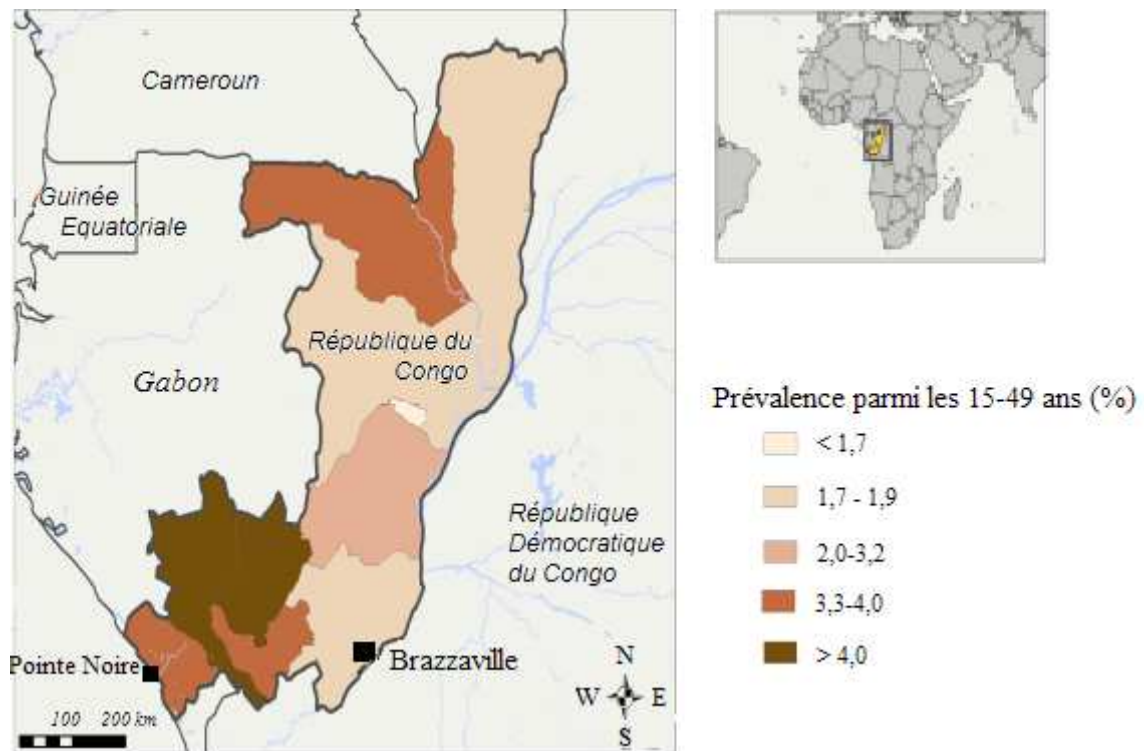 Cameroun
Guinée
Equatoriale
République du
Congo
Gabon
République
Démocratique
du Congo
Pointe Noire
Brazzaville
N
W E
S
100 200 km
Prévalence parmi les 15-49 ans (%)
< 1,7
1,7 - 1,9
2,0-3,2
3,3-4,0
> 4,0